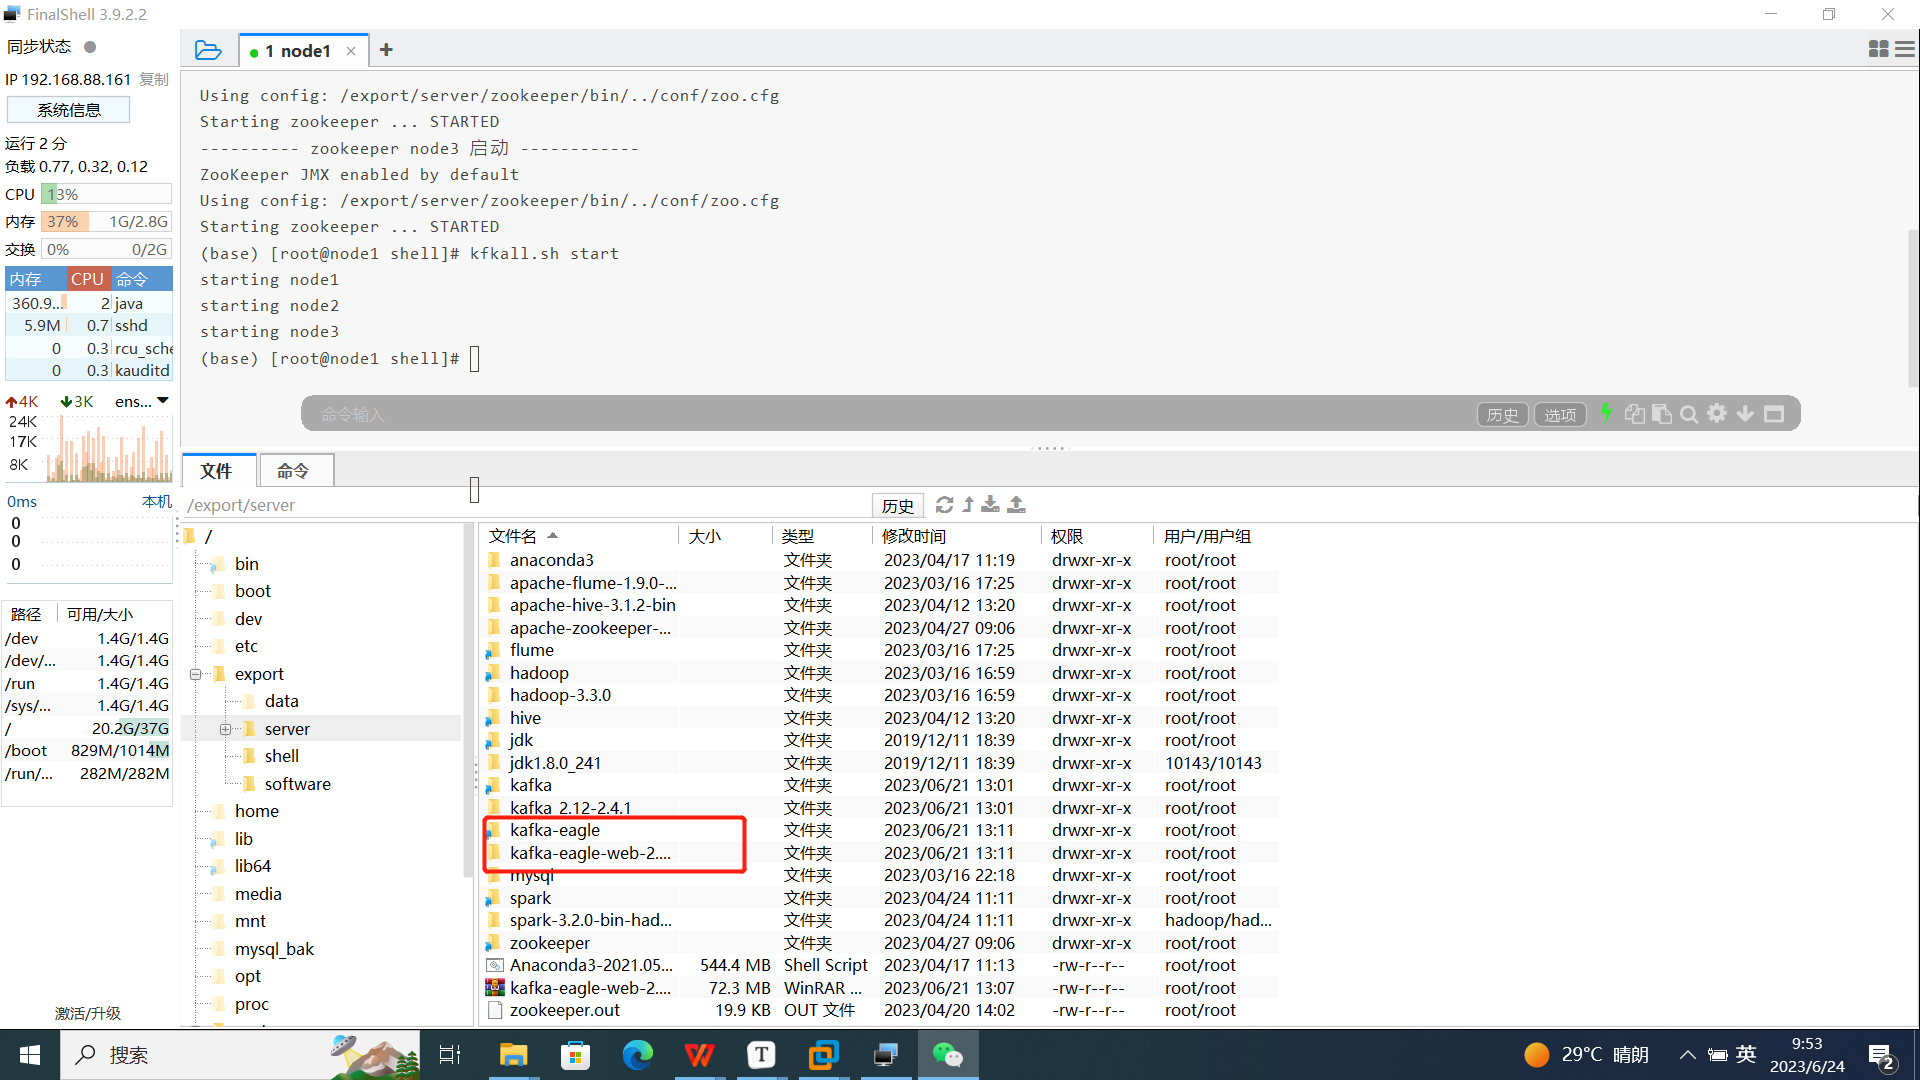 FinalShell 3.9.2.2
同步状态
IP 192.168.88.161 复制
系统信息
运行 2 分
负载 0.77, 0.32, 0.12
CPU 13%
内存 37% 1G/2.8G
交换 0% 0/2G
内存 CPU 命令
360.9... 2 java
5.9M 0.7 sshd
0 0.3 rcu_sche
0 0.3 kauditd
4K 3K ens...
24K
17K
8K
0ms 本机
0
0
0
路径 可用/大小
/dev 1.4G/1.4G
/dev/... 1.4G/1.4G
/run 1.4G/1.4G
/sys/... 1.4G/1.4G
/ 20.2G/37G
/boot 829M/1014M
/run/... 282M/282M
激活/升级
1 node1
Using config: /export/server/zookeeper/bin/../conf/zoo.cfg
Starting zookeeper ... STARTED
---------- zookeeper node3 启动 ------------
ZooKeeper JMX enabled by default
Using config: /export/server/zookeeper/bin/../conf/zoo.cfg
Starting zookeeper ... STARTED
(base) [root@node1 shell]# kfkall.sh start
starting node1
starting node2
starting node3
(base) [root@node1 shell]#
命令输入 历史 选项
文件 命令
/export/server 历史
/
bin
boot
dev
etc
export
data
server
shell
software
home
lib
lib64
media
mnt
mysql_bak
opt
proc
文件名 大小 类型 修改时间 权限 用户/用户组
anaconda3 文件夹 2023/04/17 11:19 drwxr-xr-x root/root
apache-flume-1.9.0-... 文件夹 2023/03/16 17:25 drwxr-xr-x root/root
apache-hive-3.1.2-bin 文件夹 2023/04/12 13:20 drwxr-xr-x root/root
apache-zookeeper-... 文件夹 2023/04/27 09:06 drwxr-xr-x root/root
flume 文件夹 2023/03/16 17:25 drwxr-xr-x root/root
hadoop 文件夹 2023/03/16 16:59 drwxr-xr-x root/root
hadoop-3.3.0 文件夹 2023/03/16 16:59 drwxr-xr-x root/root
hive 文件夹 2023/04/12 13:20 drwxr-xr-x root/root
jdk 文件夹 2019/12/11 18:39 drwxr-xr-x root/root
jdk1.8.0_241 文件夹 2019/12/11 18:39 drwxr-xr-x 10143/10143
kafka 文件夹 2023/06/21 13:01 drwxr-xr-x root/root
kafka_2.12-2.4.1 文件夹 2023/06/21 13:01 drwxr-xr-x root/root
kafka-eagle 文件夹 2023/06/21 13:11 drwxr-xr-x root/root
kafka-eagle-web-2.... 文件夹 2023/06/21 13:11 drwxr-xr-x root/root
mysql 文件夹 2023/03/16 22:18 drwxr-xr-x root/root
spark 文件夹 2023/04/24 11:11 drwxr-xr-x root/root
spark-3.2.0-bin-had... 文件夹 2023/04/24 11:11 drwxr-xr-x hadoop/had...
zookeeper 文件夹 2023/04/27 09:06 drwxr-xr-x root/root
Anaconda3-2021.05... 544.4 MB Shell Script 2023/04/17 11:13 -rw-r--r-- root/root
kafka-eagle-web-2.... 72.3 MB WinRAR ... 2023/06/21 13:07 -rw-r--r-- root/root
zookeeper.out 19.9 KB OUT 文件 2023/04/20 14:02 -rw-r--r-- root/root
搜索
T
29°C 晴朗
英
9:53
2023/6/24
2